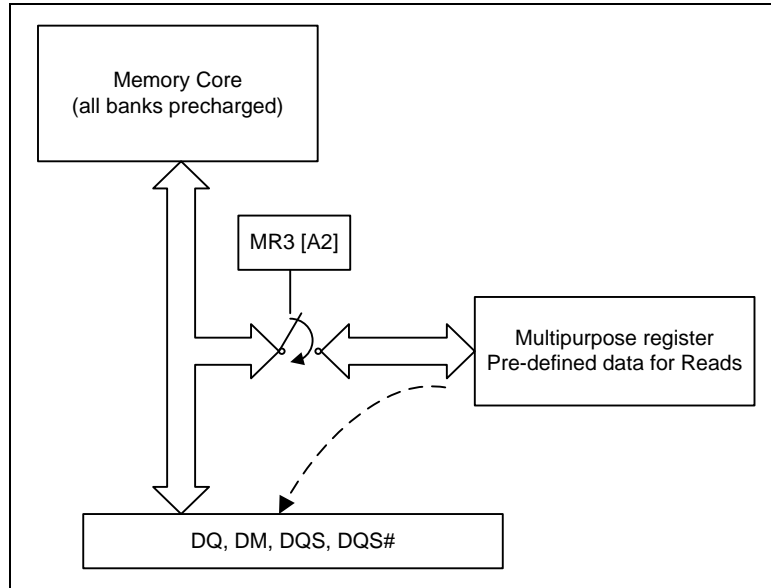 Memory Core
(all banks precharged)
MR3 [A2]
Multipurpose register
Pre-defined data for Reads
DQ, DM, DQS, DQS#